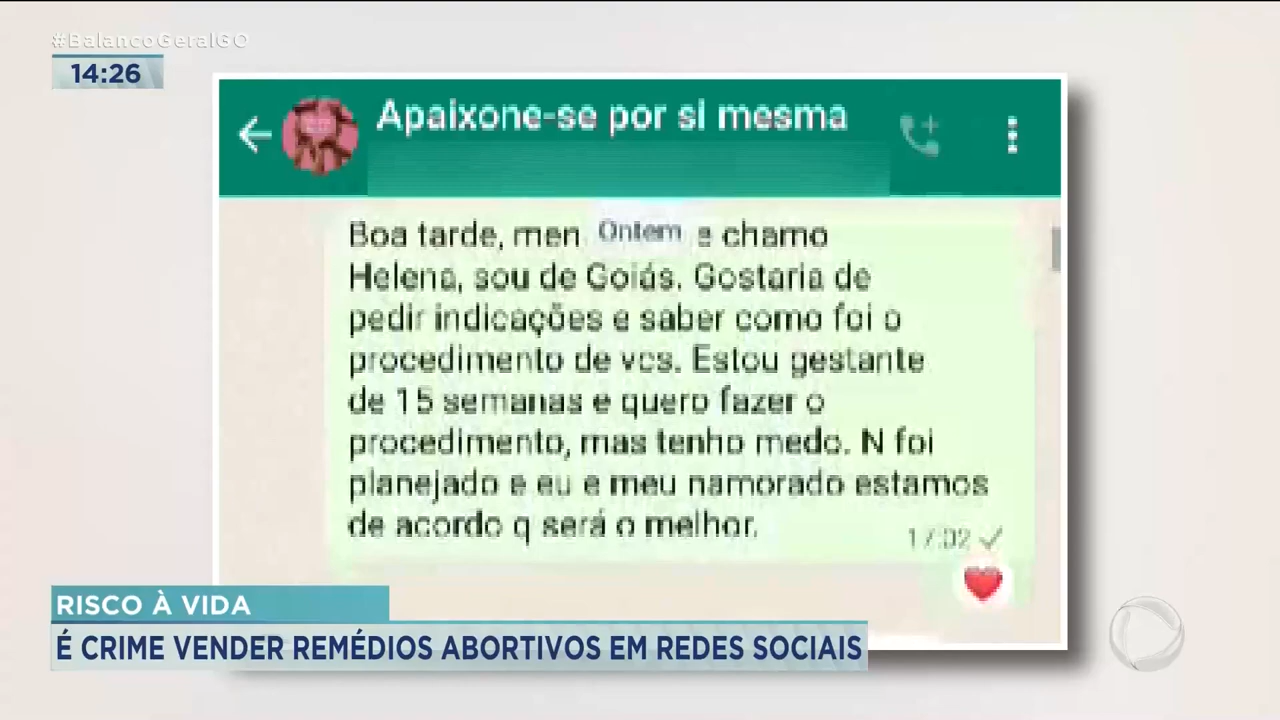 #BalancoGeralGO
14:26
Apaixone-se por si mesma
Boa tarde, men Ontem e chamo
Helena, sou de Goiás. Gostaria de
pedir indicações e saber como foi o
procedimento de vcs. Estou gestante
de 15 semanas e quero fazer o
procedimento, mas tenho medo. N foi
planejado e eu e meu namorado estamos
de acordo q será o melhor.
17:02
RISCO À VIDA
É CRIME VENDER REMÉDIOS ABORTIVOS EM REDES SOCIAIS